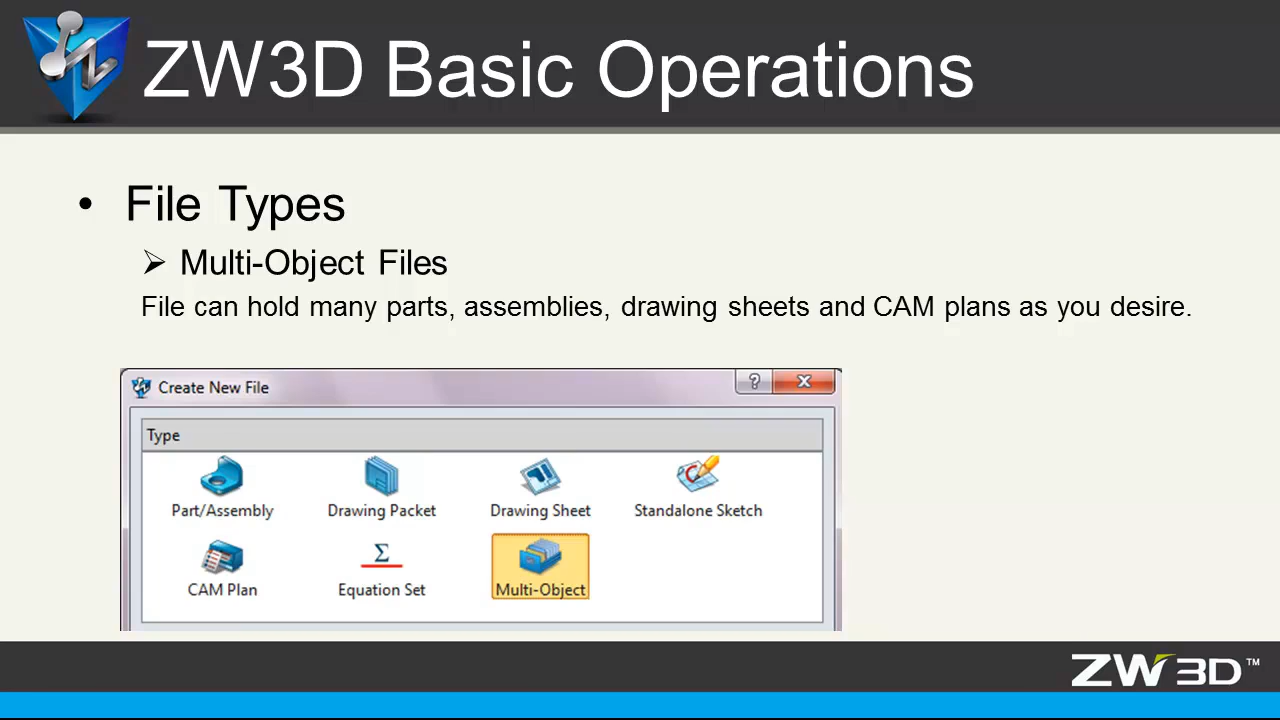 ZW3D Basic Operations
• File Types
➢ Multi-Object Files
File can hold many parts, assemblies, drawing sheets and CAM plans as you desire.
Create New File
?
Type
Part/Assembly Drawing Packet Drawing Sheet Standalone Sketch
Σ
CAM Plan Equation Set Multi-Object
ZW3D™